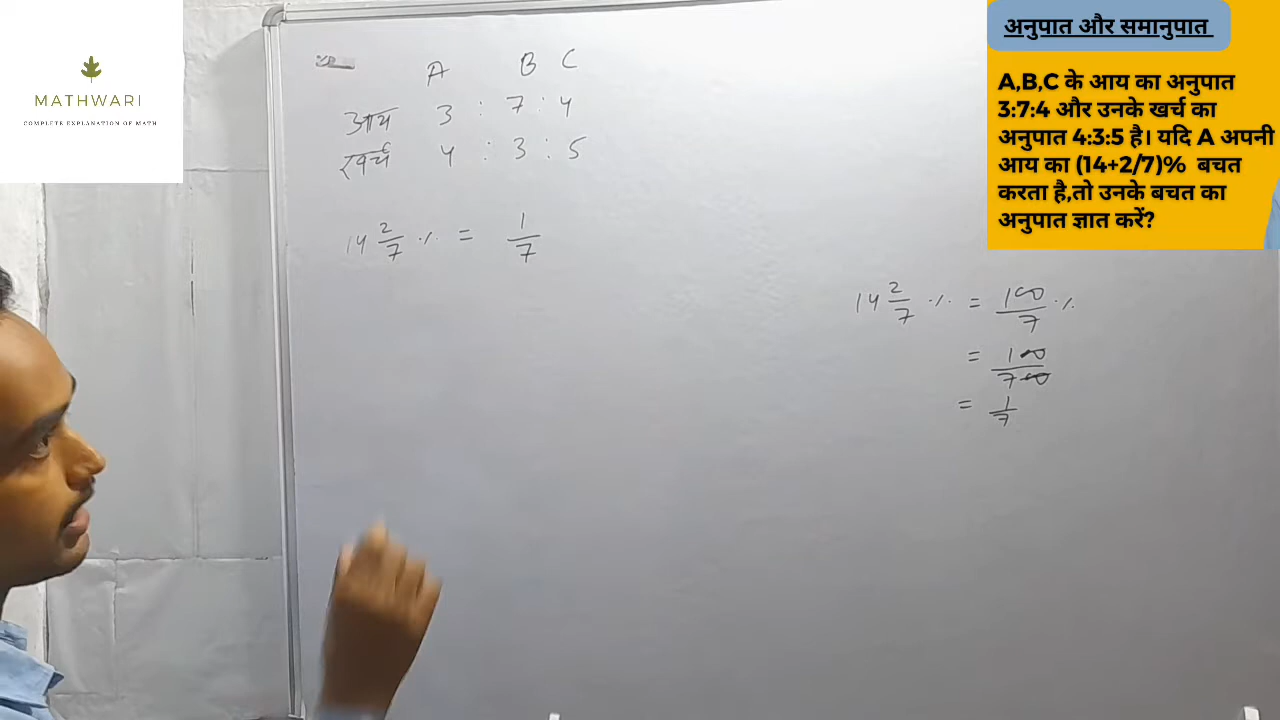 MATHWARI
COMPLETE EXPLANATION OF MATH
अनुपात और समानुपात
A,B,C के आय का अनुपात
3:7:4 और उनके खर्च का
अनुपात 4:3:5 है। यदि A अपनी
आय का (14+2/7)% बचत
करता है,तो उनके बचत का
अनुपात ज्ञात करें?
A B C
आय 3 : 7 : 4
खर्च 4 : 3 : 5
14 2/7 % = 1/7
14 2/7 % = 100/7 %
= 100/700
= 1/7